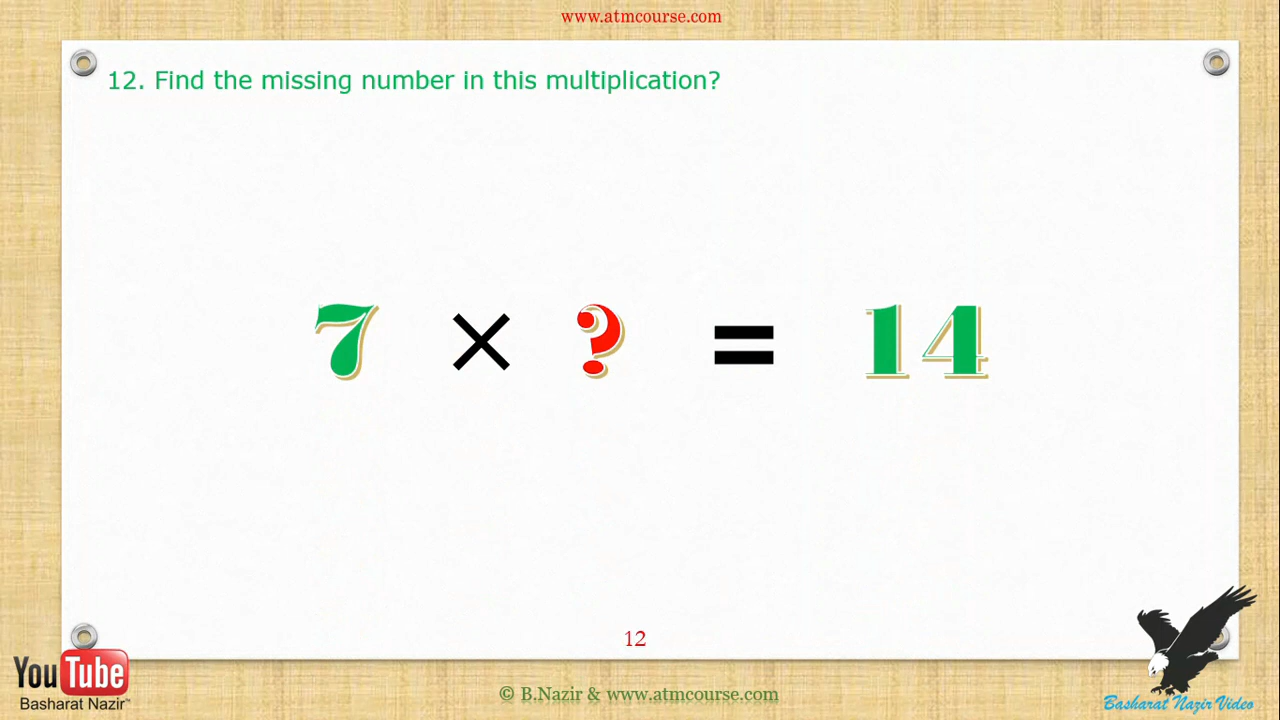 www.atmcourse.com
12. Find the missing number in this multiplication?
7 × ? = 14
12
YouTube
Basharat Nazir™
© B.Nazir & www.atmcourse.com
Basharat Nazir Video